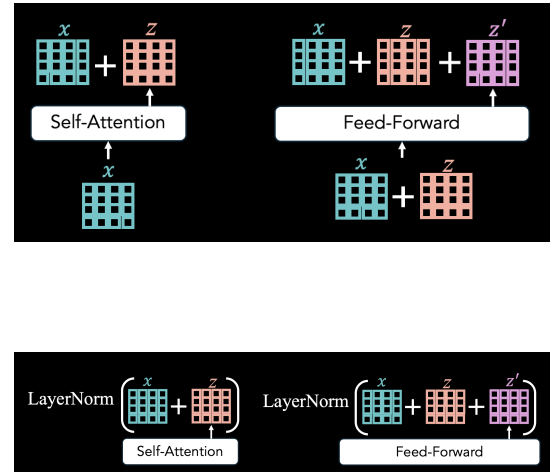 x + z
x + z + z′
Self-Attention
Feed-Forward
x
x + z
LayerNorm ( x + z )
LayerNorm ( x + z + z′ )
Self-Attention
Feed-Forward